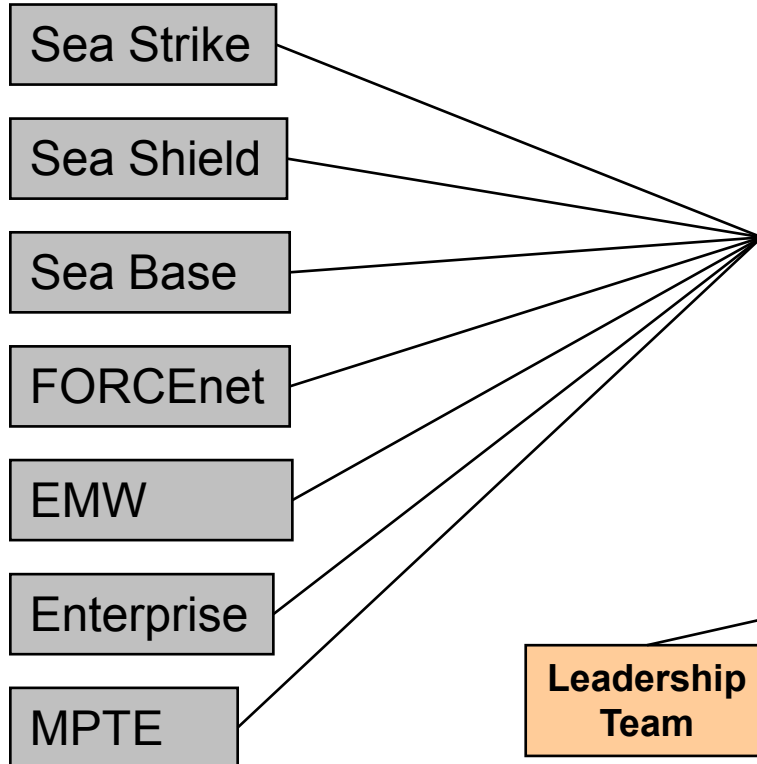 Sea Strike
Sea Shield
Sea Base
FORCEnet
EMW
Enterprise
MPTE
Leadership
Team